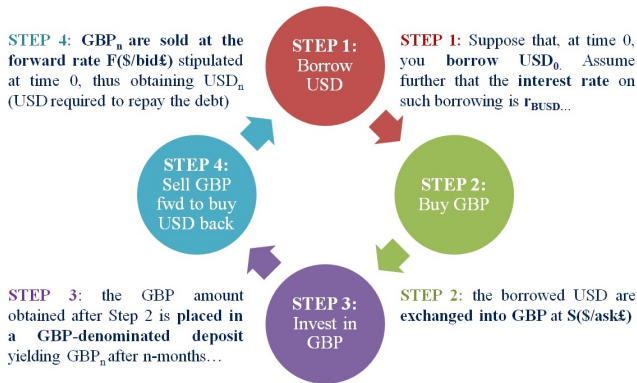 STEP 4: GBPn are sold at the
forward rate F($/bid£) stipulated
at time 0, thus obtaining USDn
(USD required to repay the debt)
STEP 1:
Borrow
USD
STEP 1: Suppose that, at time 0,
you borrow USD0. Assume
further that the interest rate on
such borrowing is rBUSD...
STEP 4:
Sell GBP
fwd to buy
USD back
STEP 2:
Buy GBP
STEP 3: the GBP amount
obtained after Step 2 is placed in
a GBP-denominated deposit
yielding GBPn after n-months…
STEP 3:
Invest in
GBP
STEP 2: the borrowed USD are
exchanged into GBP at S($/ask£)